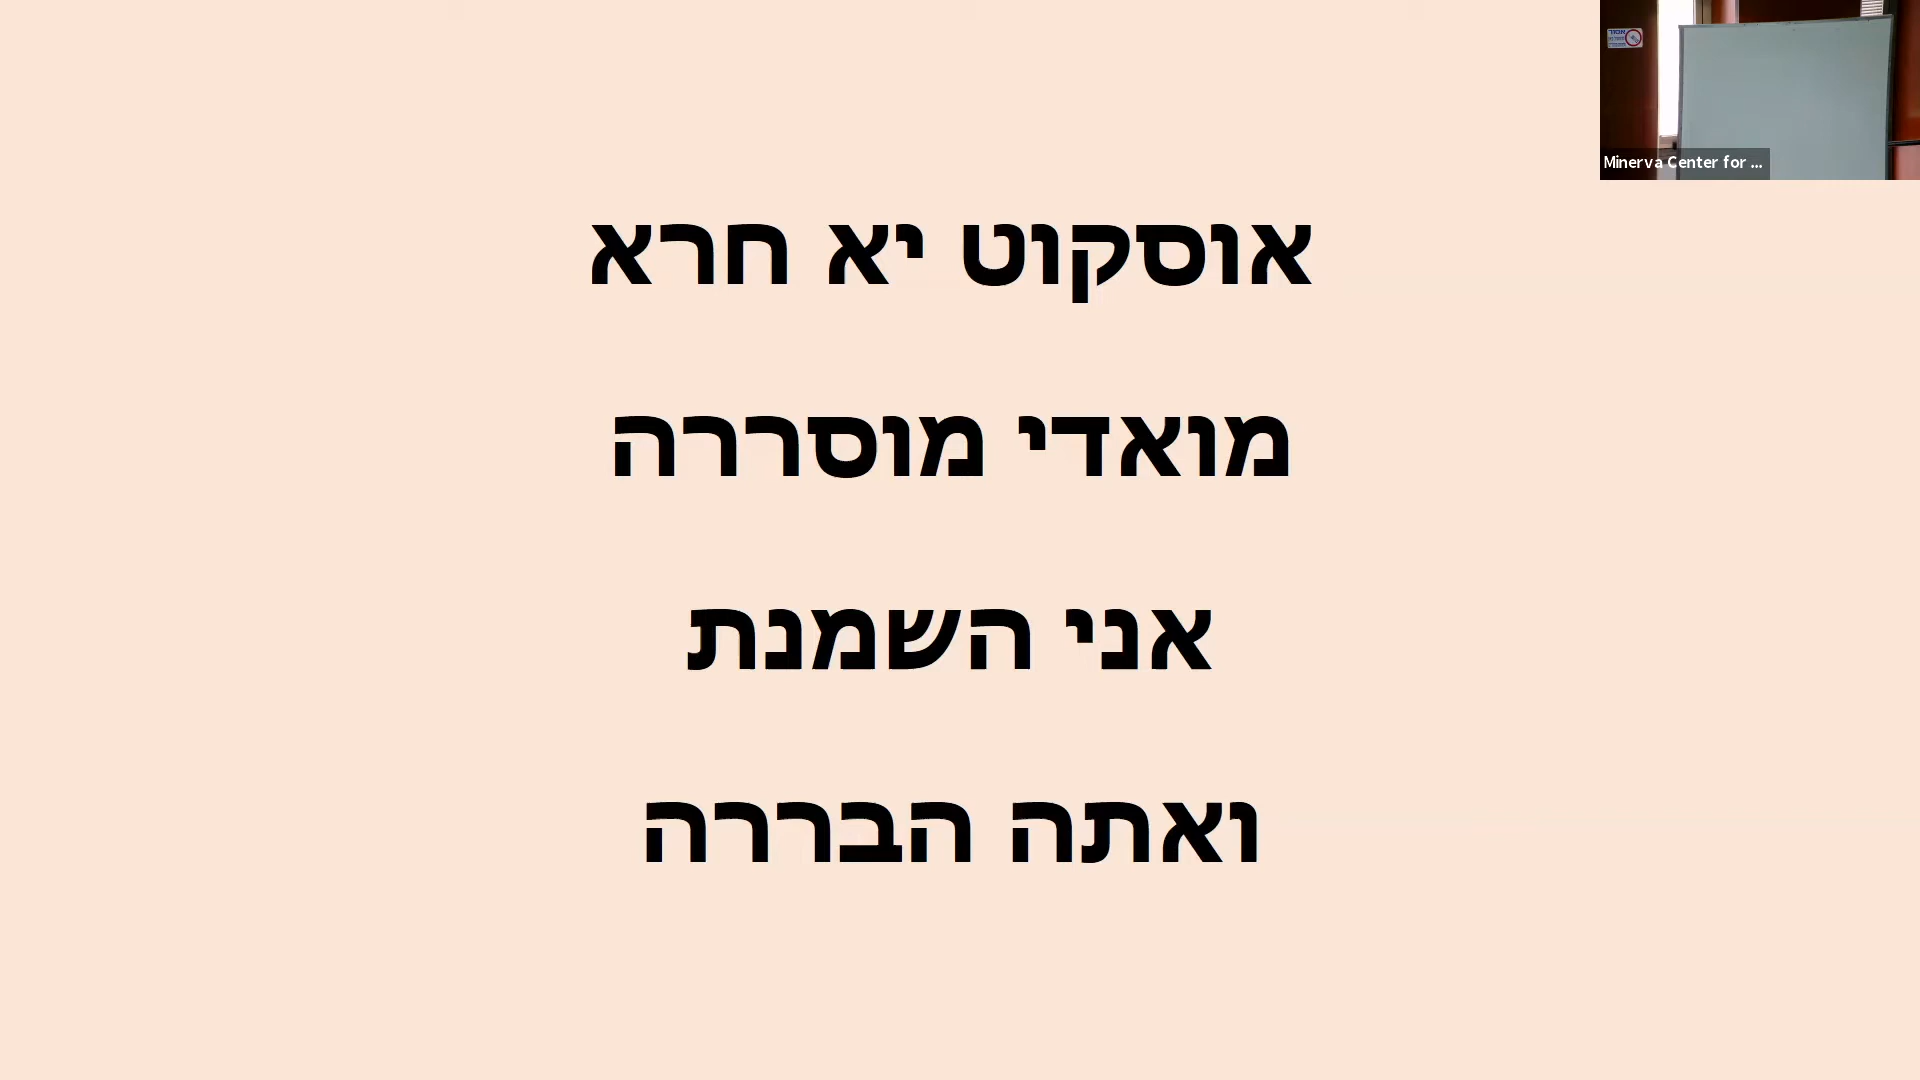 אוסקוט יא חרא
מואדי מוסררה
אני השמנת
ואתה הבררה
Minerva Center for ...